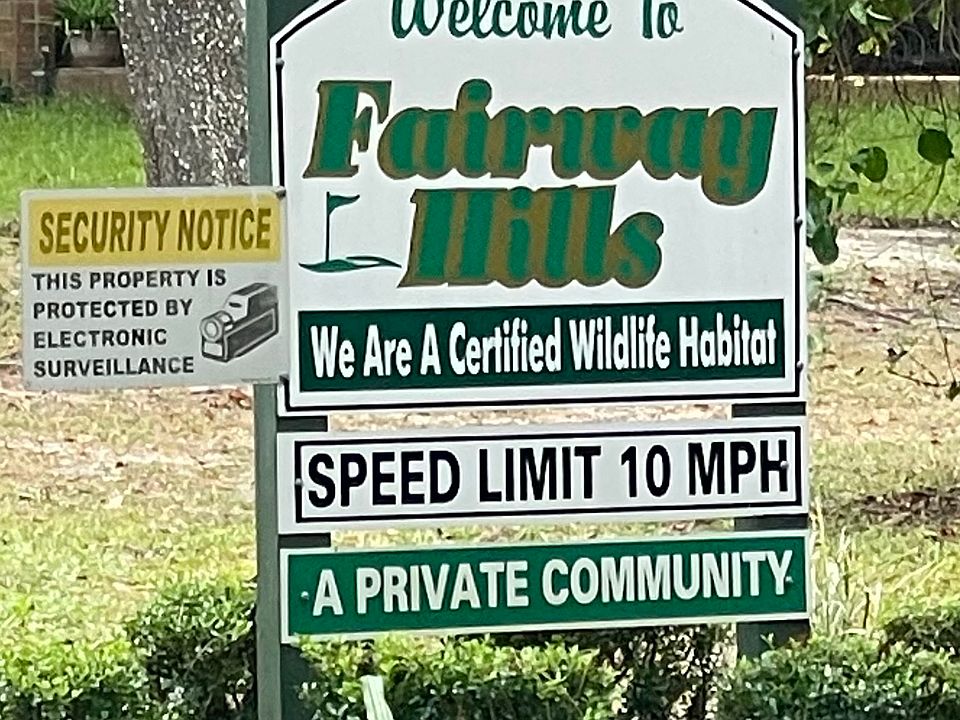 Welcome To
Fairway
Hills
We Are A Certified Wildlife Habitat
SECURITY NOTICE
THIS PROPERTY IS
PROTECTED BY
ELECTRONIC
SURVEILLANCE
SPEED LIMIT 10 MPH
A PRIVATE COMMUNITY